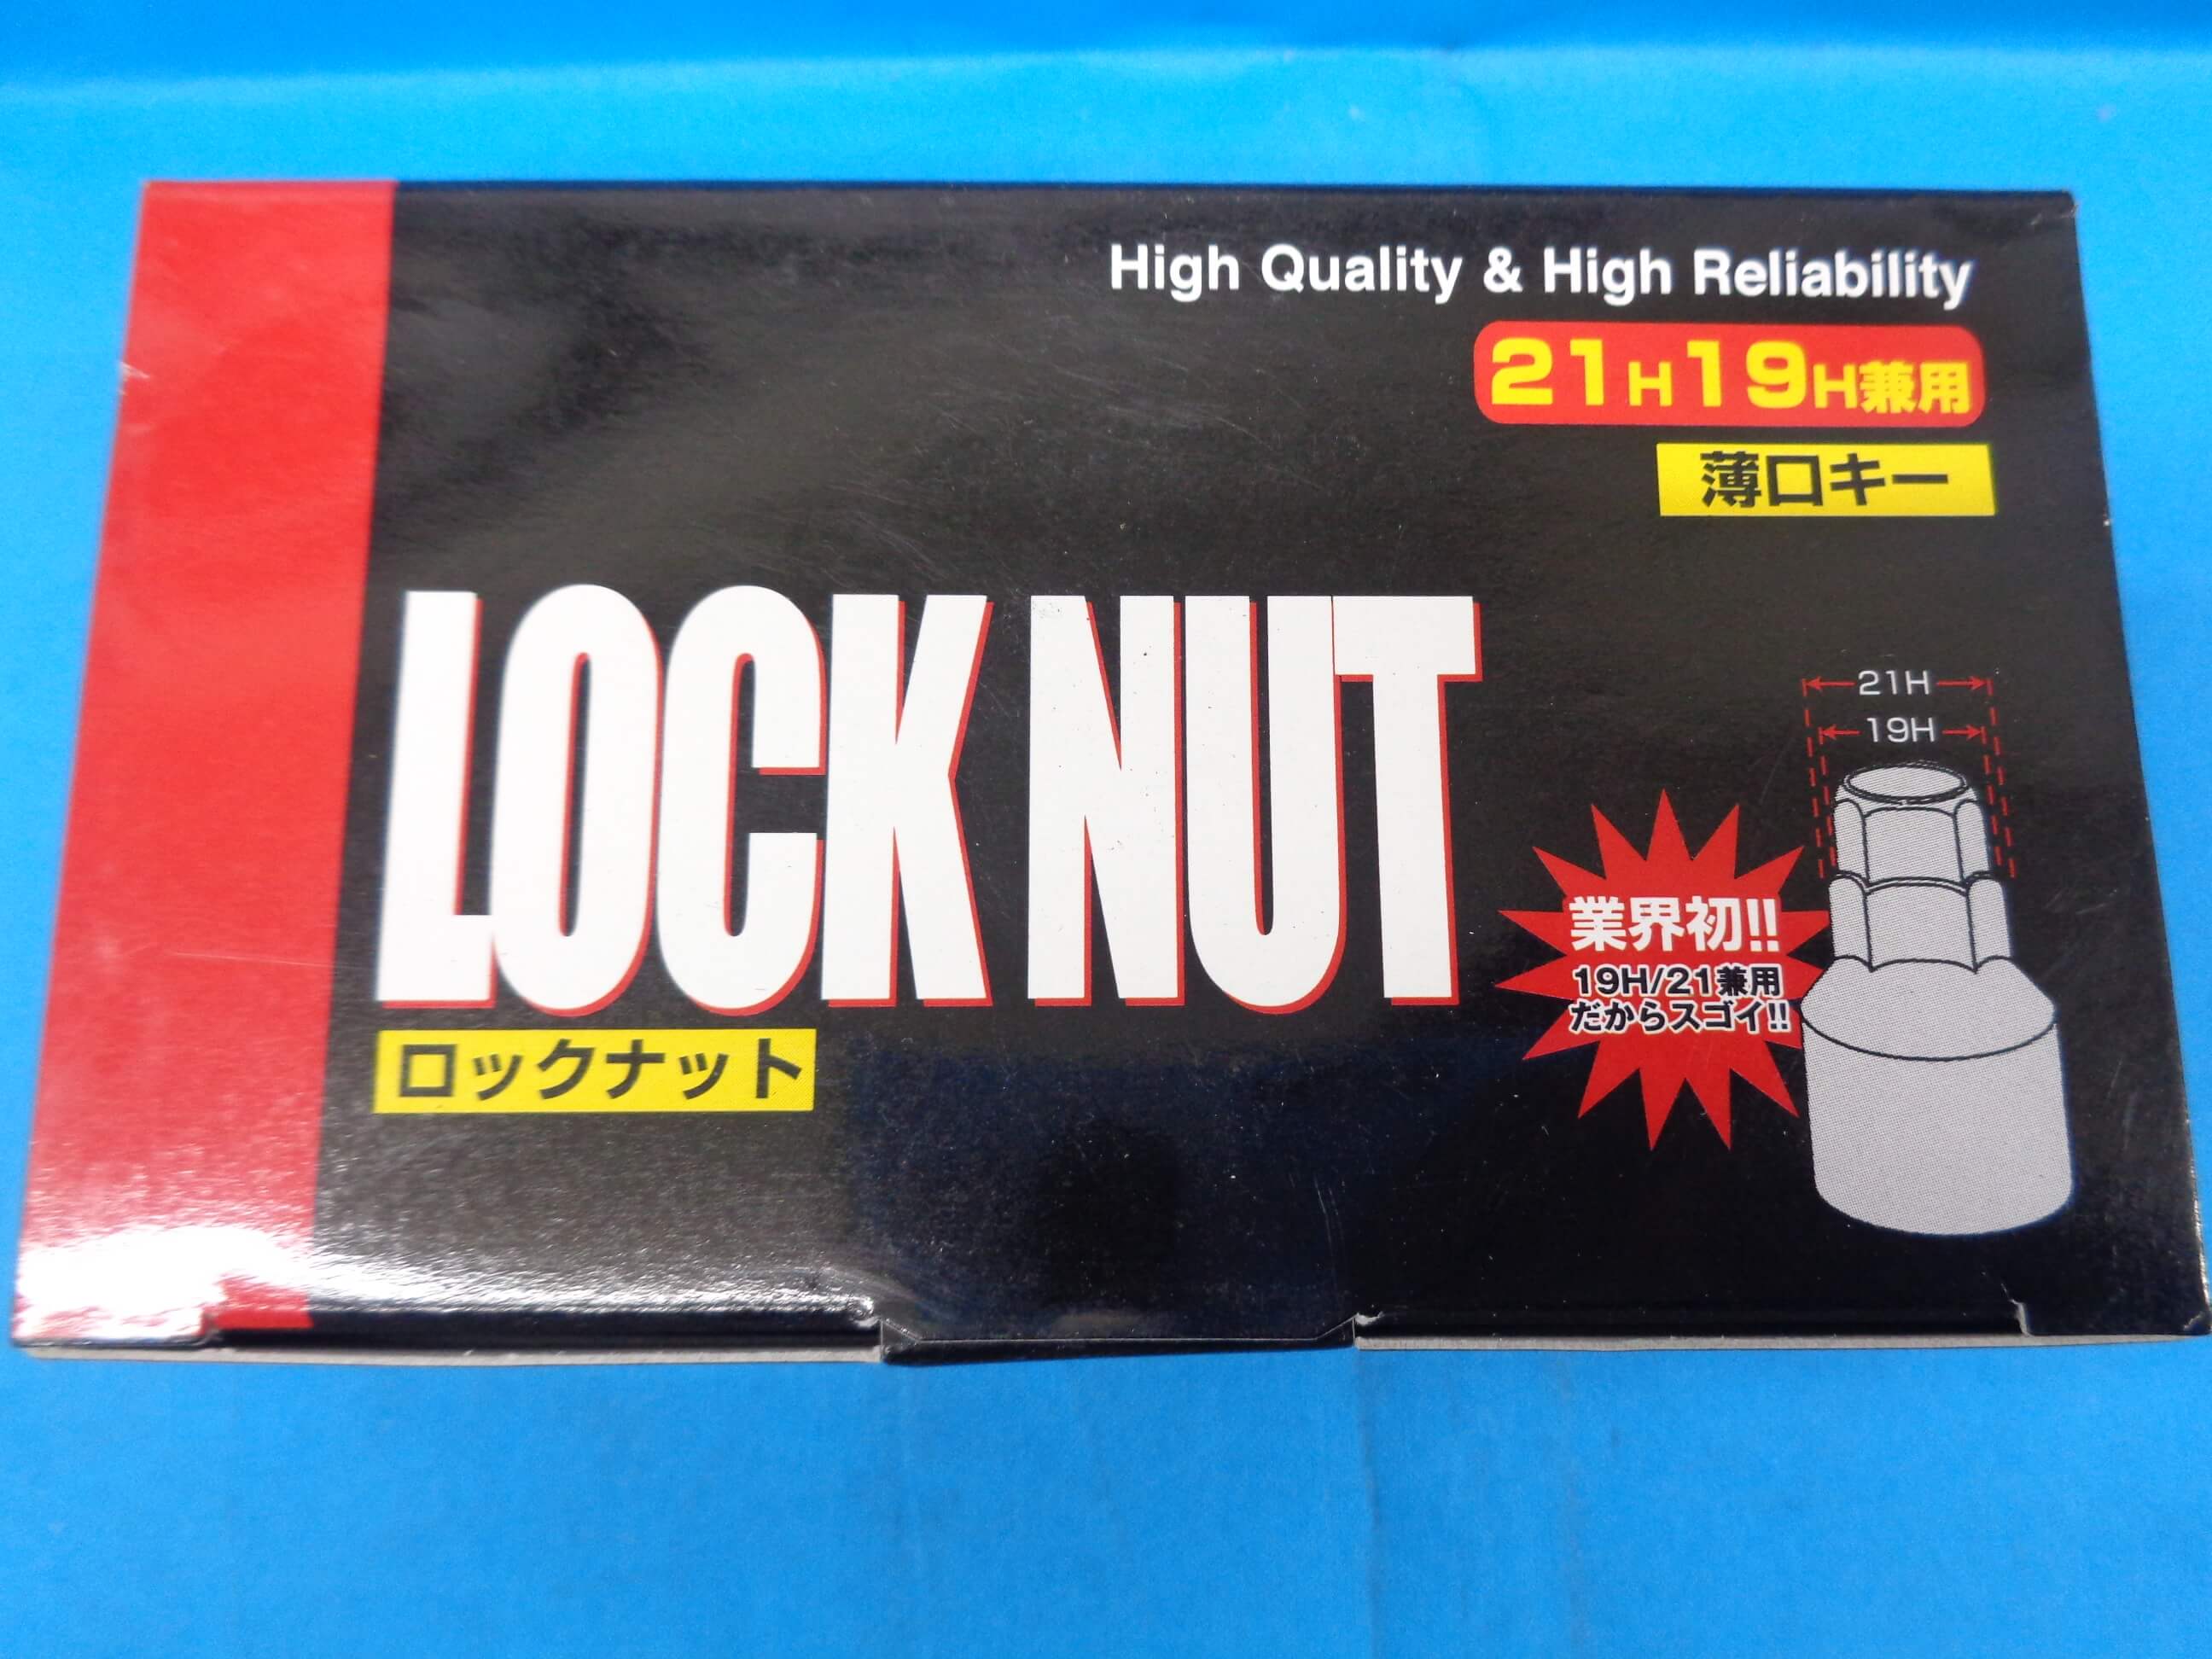 High Quality & High Reliability
21H19H兼用
薄口キー
LOCK NUT
ロックナット
21H
19H
業界初!!
19H/21兼用
だからスゴイ!!